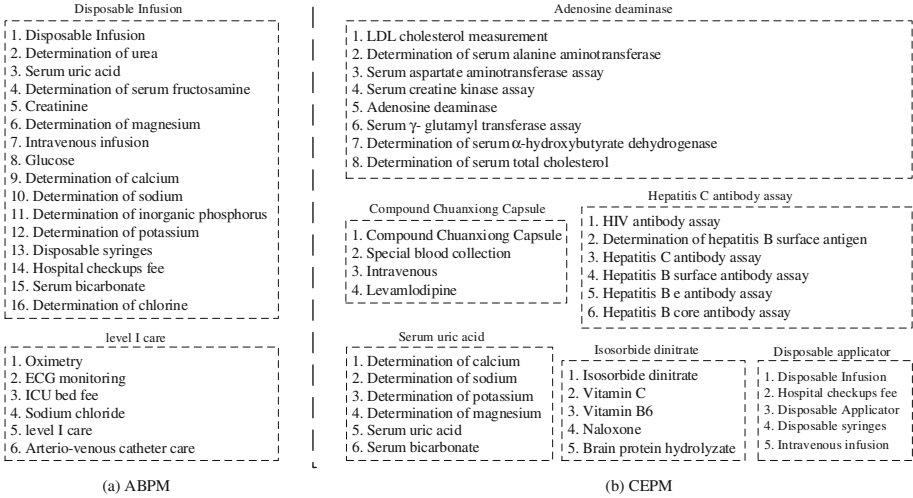 Disposable Infusion
1. Disposable Infusion
2. Determination of urea
3. Serum uric acid
4. Determination of serum fructosamine
5. Creatinine
6. Determination of magnesium
7. Intravenous infusion
8. Glucose
9. Determination of calcium
10. Determination of sodium
11. Determination of inorganic phosphorus
12. Determination of potassium
13. Disposable syringes
14. Hospital checkups fee
15. Serum bicarbonate
16. Determination of chlorine
level I care
1. Oximetry
2. ECG monitoring
3. ICU bed fee
4. Sodium chloride
5. level I care
6. Arterio-venous catheter care
(a) ABPM
Adenosine deaminase
1. LDL cholesterol measurement
2. Determination of serum alanine aminotransferase
3. Serum aspartate aminotransferase assay
4. Serum creatine kinase assay
5. Adenosine deaminase
6. Serum γ- glutamyl transferase assay
7. Determination of serum α-hydroxybutyrate dehydrogenase
8. Determination of serum total cholesterol
Compound Chuanxiong Capsule
1. Compound Chuanxiong Capsule
2. Special blood collection
3. Intravenous
4. Levamlodipine
Hepatitis C antibody assay
1. HIV antibody assay
2. Determination of hepatitis B surface antigen
3. Hepatitis C antibody assay
4. Hepatitis B surface antibody assay
5. Hepatitis B e antibody assay
6. Hepatitis B core antibody assay
Serum uric acid
1. Determination of calcium
2. Determination of sodium
3. Determination of potassium
4. Determination of magnesium
5. Serum uric acid
6. Serum bicarbonate
Isosorbide dinitrate
1. Isosorbide dinitrate
2. Vitamin C
3. Vitamin B6
4. Naloxone
5. Brain protein hydrolyzate
Disposable applicator
1. Disposable Infusion
2. Hospital checkups fee
3. Disposable Applicator
4. Disposable syringes
5. Intravenous infusion
(b) CEPM